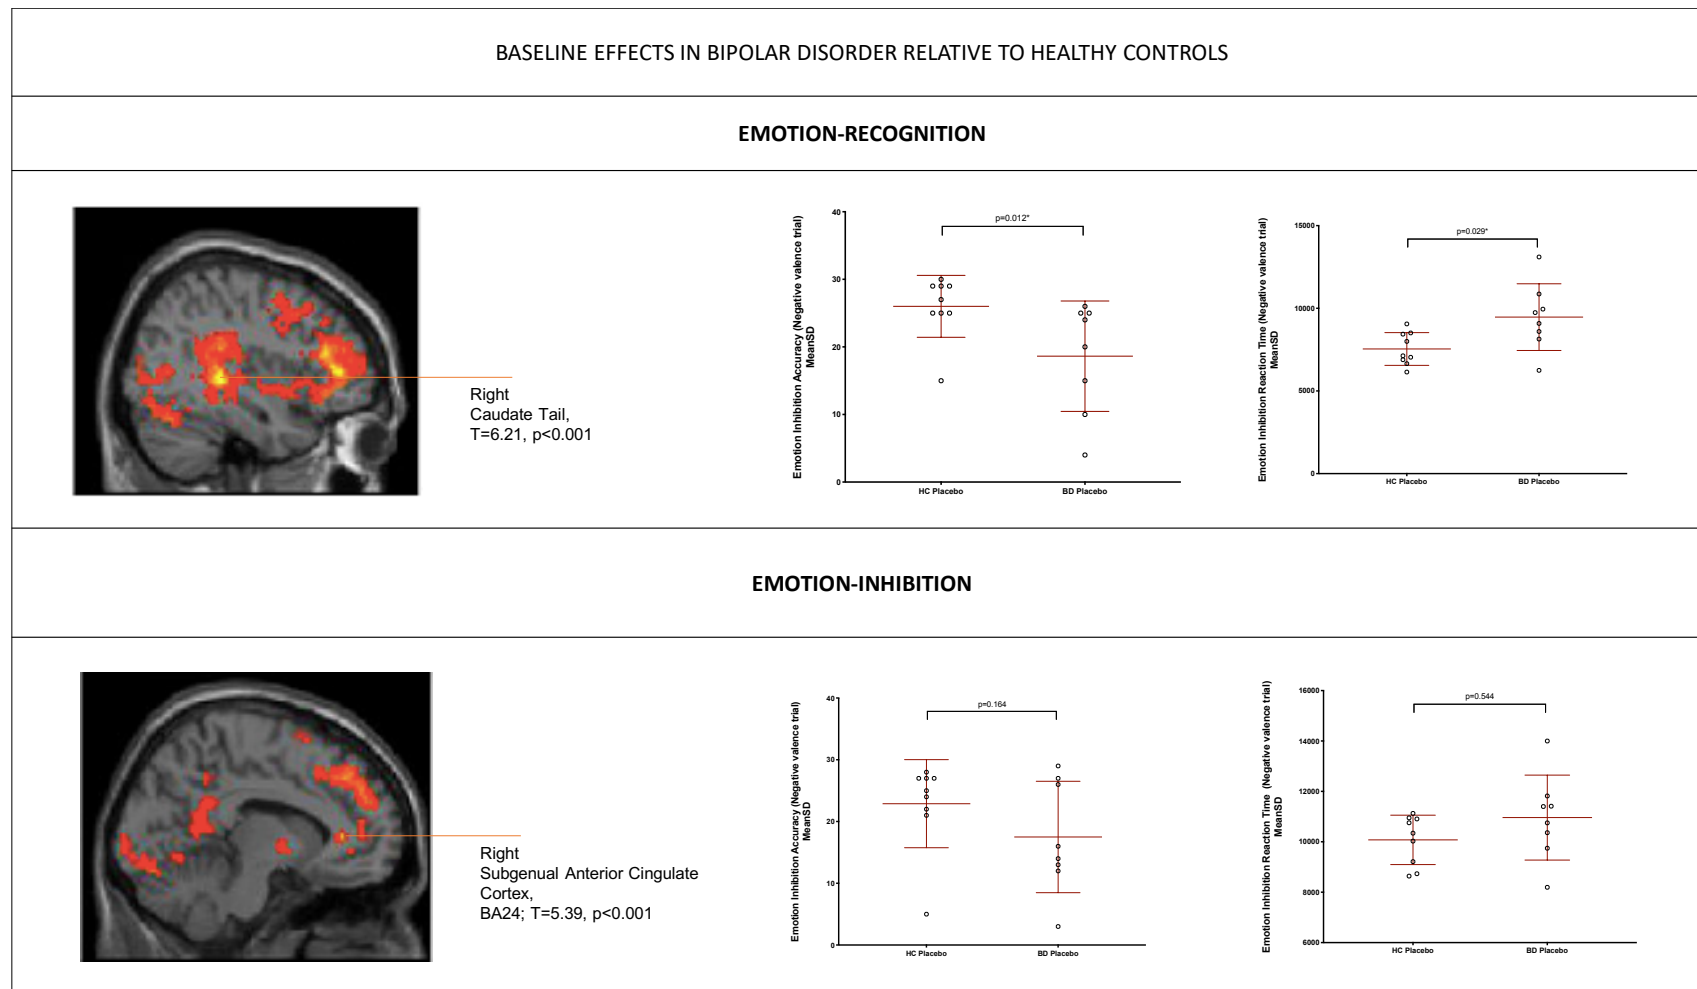 BASELINE EFFECTS IN BIPOLAR DISORDER RELATIVE TO HEALTHY CONTROLS
EMOTION-RECOGNITION
Right
Caudate Tail,
T=6.21, p<0.001
Emotion Inhibition Accuracy (Negative valence trial)
MeanSD
40
30
20
10
0
p=0.012*
HC Placebo
BD Placebo
Emotion Inhibition Reaction Time (Negative valence trial)
MeanSD
15000
10000
5000
0
p=0.029*
HC Placebo
BD Placebo
EMOTION-INHIBITION
Right
Subgenual Anterior Cingulate
Cortex,
BA24; T=5.39, p<0.001
Emotion Inhibition Accuracy (Negative valence trial)
MeanSD
40
30
20
10
0
p=0.164
HC Placebo
BD Placebo
Emotion Inhibition Reaction Time (Negative valence trial)
MeanSD
16000
14000
12000
10000
8000
6000
p=0.544
HC Placebo
BD Placebo